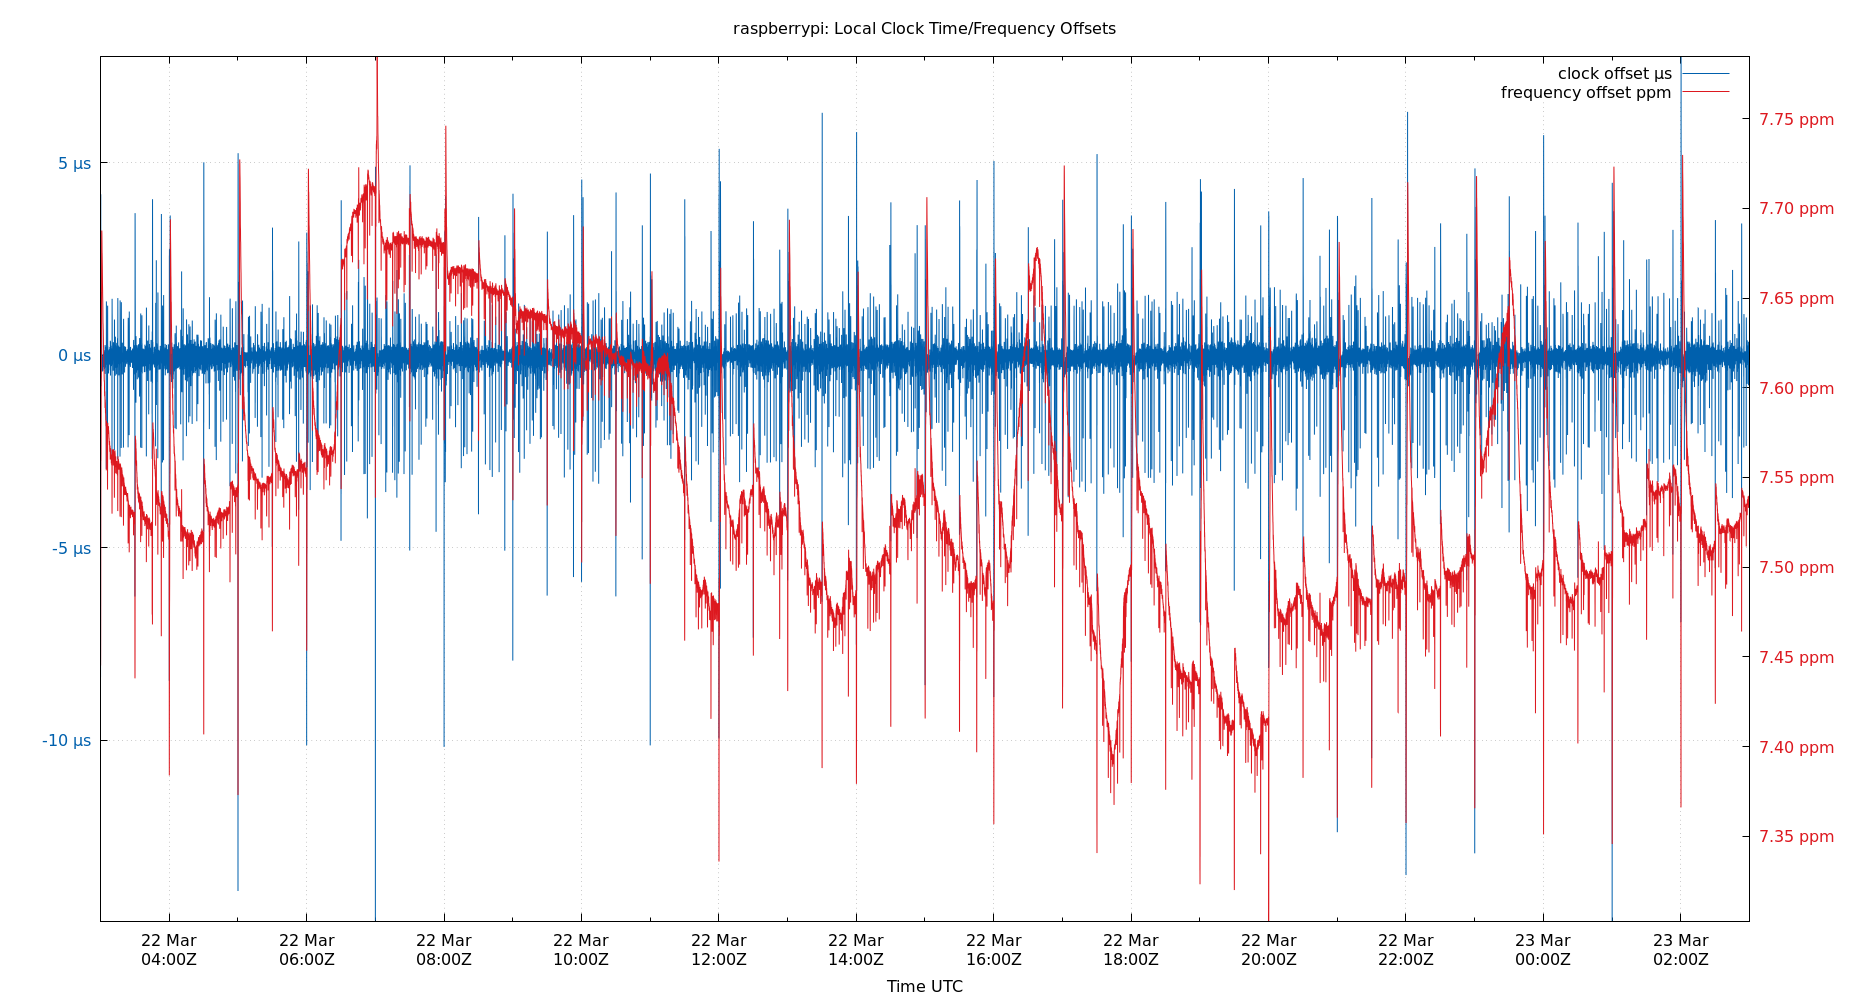 raspberrypi: Local Clock Time/Frequency Offsets
clock offset µs
frequency offset ppm
5 µs
0 µs
-5 µs
-10 µs
7.75 ppm
7.70 ppm
7.65 ppm
7.60 ppm
7.55 ppm
7.50 ppm
7.45 ppm
7.40 ppm
7.35 ppm
22 Mar 22 Mar 22 Mar 22 Mar 22 Mar 22 Mar 22 Mar 22 Mar 22 Mar 22 Mar 23 Mar 23 Mar
04:00Z 06:00Z 08:00Z 10:00Z 12:00Z 14:00Z 16:00Z 18:00Z 20:00Z 22:00Z 00:00Z 02:00Z
Time UTC